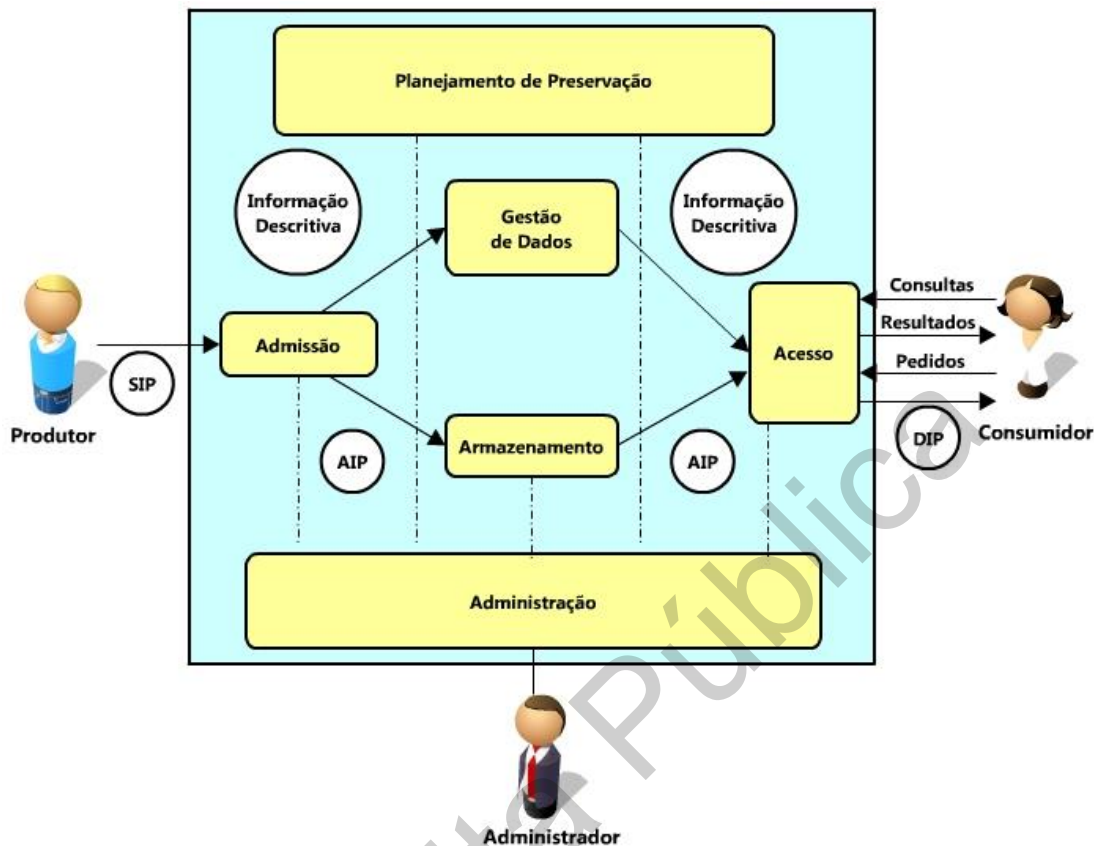 Planejamento de Preservação
Informação
Descritiva
Gestão
de Dados
Informação
Descritiva
Consultas
Resultados
Pedidos
Admissão
Acesso
SIP
Produtor
Armazenamento
AIP
AIP
DIP
Consumidor
Administração
Administrador
Pública